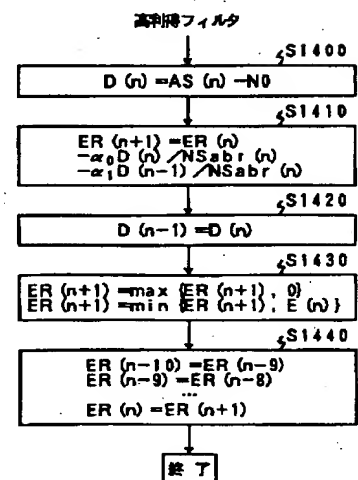 高利得フィルタ
S1400
D (n) =AS (n) -N0
S1410
ER (n+1) =ER (n)
-α₀D (n) ／NSabr (n)
-α₁D (n-1) ／NSabr (n)
S1420
D (n-1) =D (n)
S1430
ER (n+1) =max {ER (n+1) , 0}
ER (n+1) =min {ER (n+1) , E (n) }
S1440
ER (n-10) =ER (n-9)
ER (n-9) =ER (n-8)
…
ER (n) =ER (n+1)
終 了